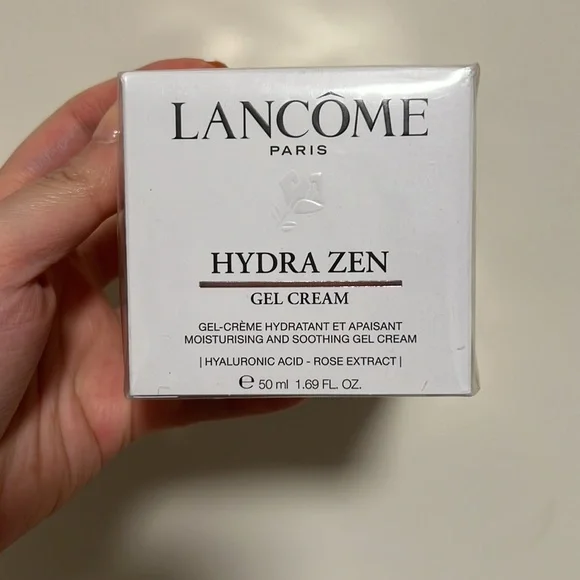 LANCÔME
PARIS
HYDRA ZEN
GEL CREAM
GEL-CRÈME HYDRATANT ET APAISANT
MOISTURISING AND SOOTHING GEL CREAM
| HYALURONIC ACID - ROSE EXTRACT |
℮ 50 ml 1.69 FL. OZ.